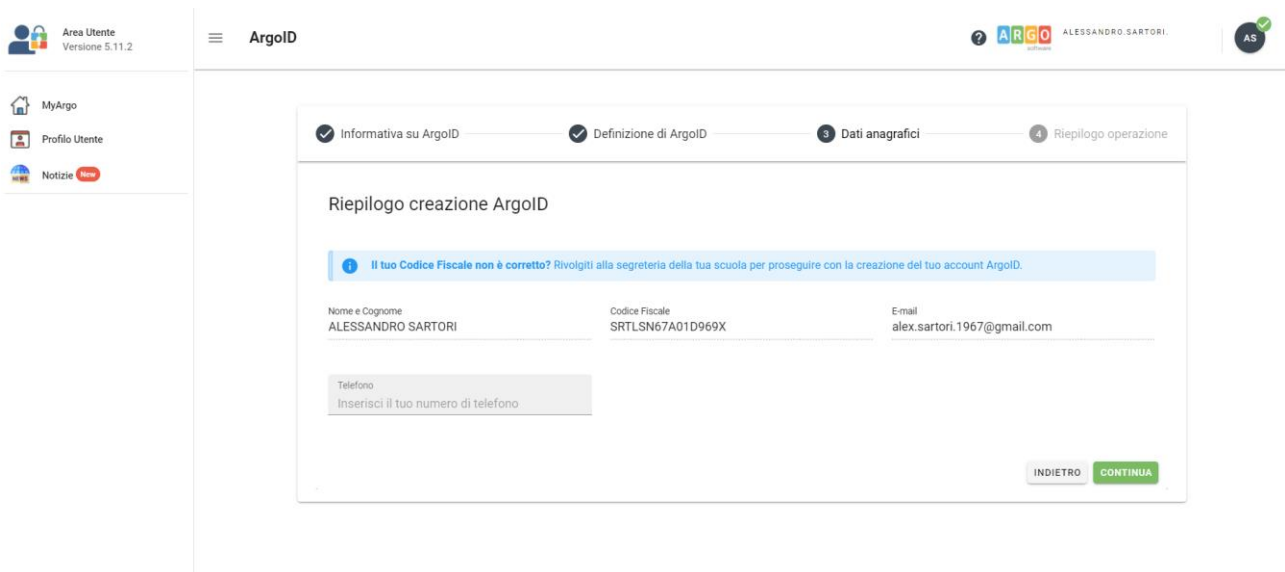 Area Utente
Versione 5.11.2
ArgoID
ARGO
software
ALESSANDRO.SARTORI.
AS
MyArgo
Profilo Utente
NEWS
Notizie New
Informativa su ArgoID
Definizione di ArgoID
3 Dati anagrafici
4 Riepilogo operazione
Riepilogo creazione ArgoID
Il tuo Codice Fiscale non è corretto? Rivolgiti alla segreteria della tua scuola per proseguire con la creazione del tuo account ArgoID.
Nome e Cognome
ALESSANDRO SARTORI
Codice Fiscale
SRTLSN67A01D969X
E-mail
alex.sartori.1967@gmail.com
Telefono
Inserisci il tuo numero di telefono
INDIETRO
CONTINUA